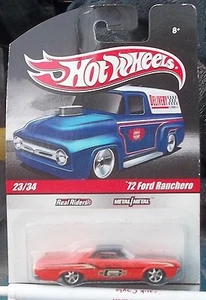 8+
Hot Wheels
DELIVERY
23/34
'72 Ford Ranchero
Real Riders
METAL/METAL